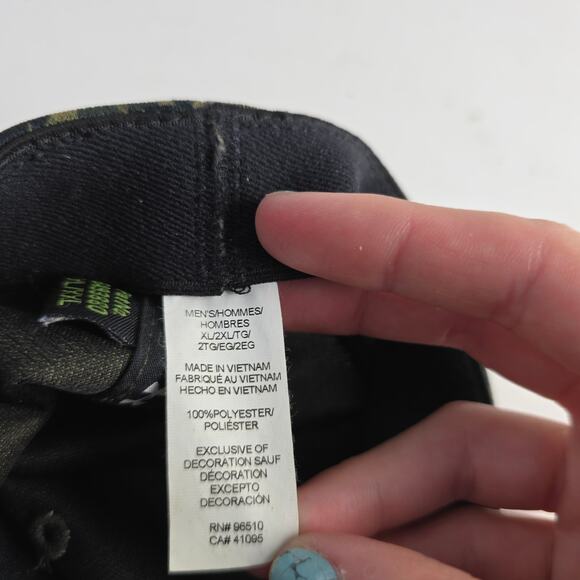 MEN'S/HOMMES/
HOMBRES
XL/2XL/TG/
2TG/EG/2EG
MADE IN VIETNAM
FABRIQUÉ AU VIETNAM
HECHO EN VIETNAM
100%POLYESTER/
POLIÉSTER
EXCLUSIVE OF
DECORATION SAUF
DÉCORATION
EXCEPTO
DECORACIÓN
RN# 96510
CA# 41095